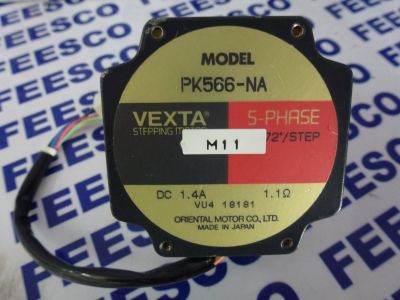 FEESCO
MODEL
PK566-NA
VEXTA®
5-PHASE
STEPPING MOTOR
72°/STEP
M11
DC 1.4A 1.1Ω
VU4 18181
ORIENTAL MOTOR CO., LTD.
MADE IN JAPAN